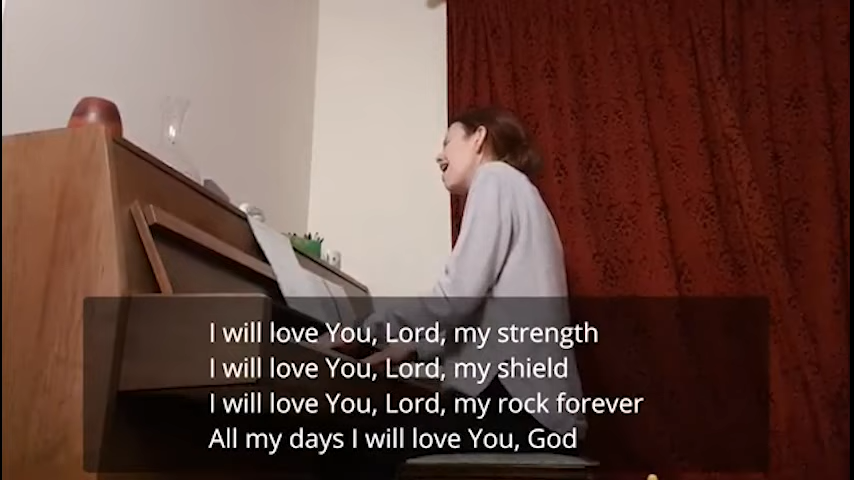 I will love You, Lord, my strength
I will love You, Lord, my shield
I will love You, Lord, my rock forever
All my days I will love You, God